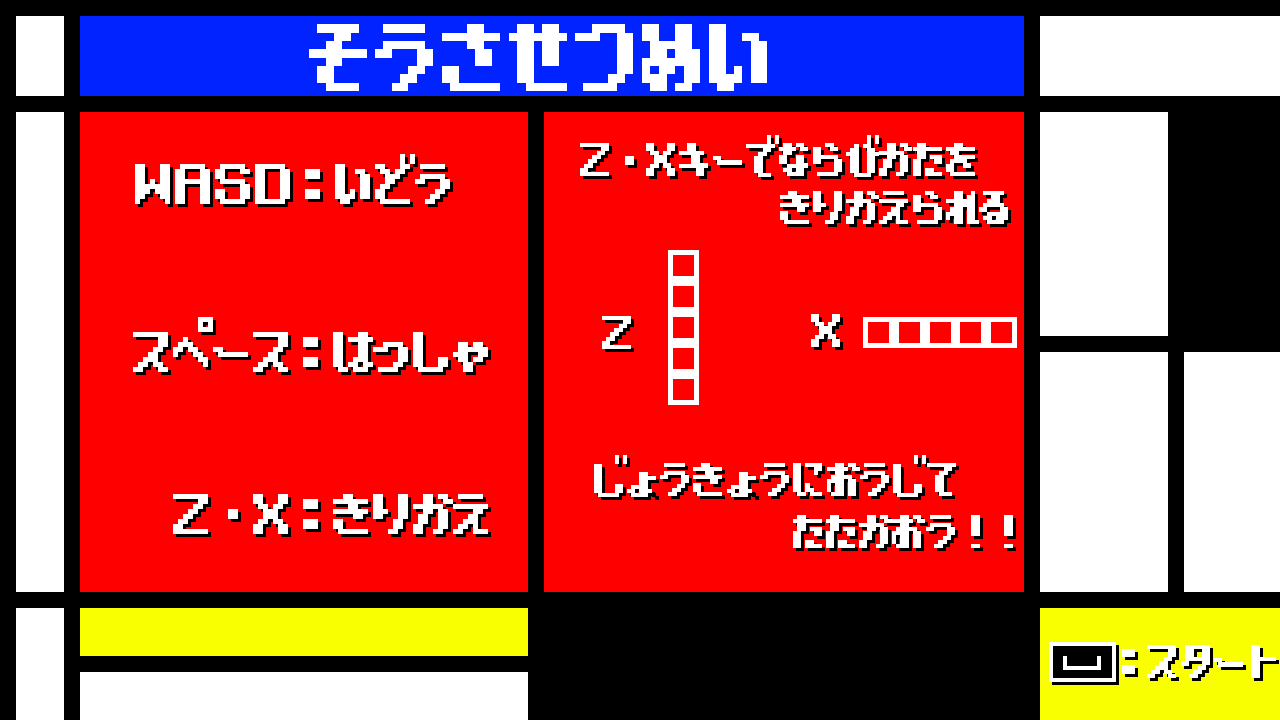 そうさせつめい
WASD：いどう
スペース：はっしゃ
Z・X：きりかえ
Z・Xキーでならびかたを
きりかえられる
Z
X
じょうきょうにおうじて
たたかおう！！
：スタート